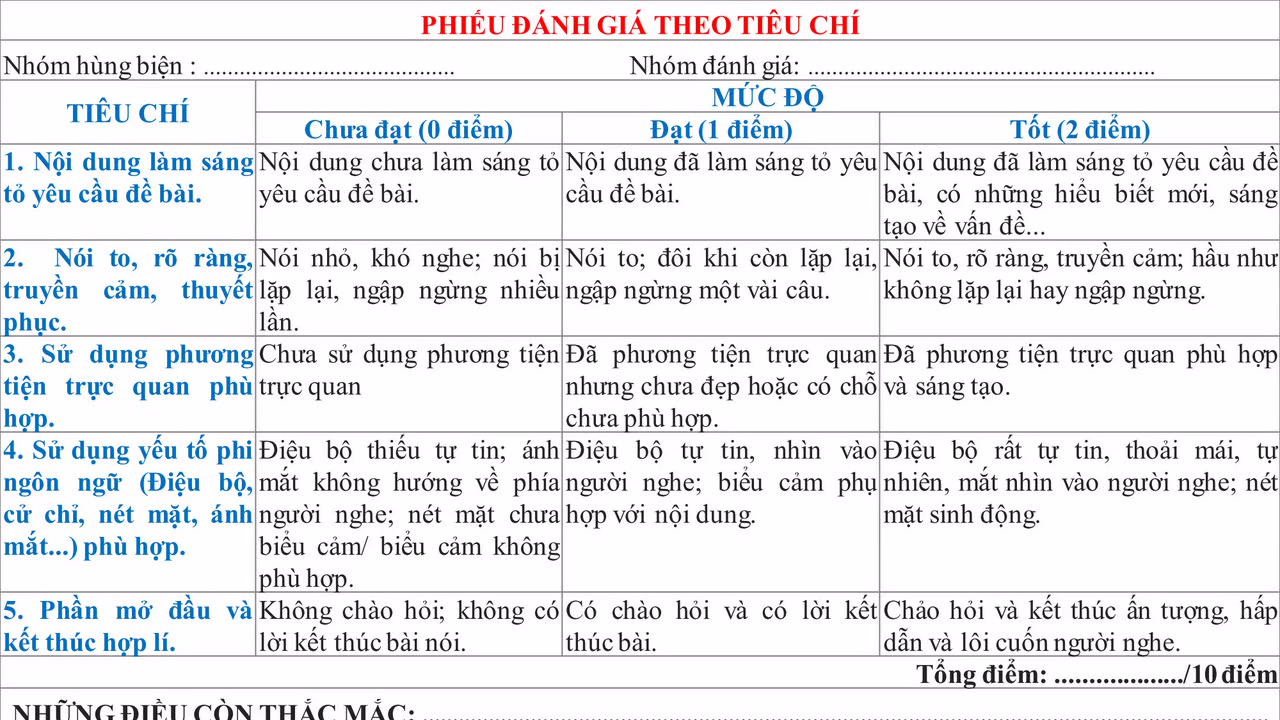 PHIẾU ĐÁNH GIÁ THEO TIÊU CHÍ
Nhóm hùng biện : .......................................... Nhóm đánh giá: ..........................................................
TIÊU CHÍ
MỨC ĐỘ
Chưa đạt (0 điểm)
Đạt (1 điểm)
Tốt (2 điểm)
1. Nội dung làm sáng
tỏ yêu cầu đề bài.
Nội dung chưa làm sáng tỏ
yêu cầu đề bài.
Nội dung đã làm sáng tỏ yêu
cầu đề bài.
Nội dung đã làm sáng tỏ yêu cầu đề
bài, có những hiểu biết mới, sáng
tạo về vấn đề...
2. Nói to, rõ ràng,
truyền cảm, thuyết
phục.
Nói nhỏ, khó nghe; nói bị
lặp lại, ngập ngừng nhiều
lần.
Nói to; đôi khi còn lặp lại,
ngập ngừng một vài câu.
Nói to, rõ ràng, truyền cảm; hầu như
không lặp lại hay ngập ngừng.
3. Sử dụng phương
tiện trực quan phù
hợp.
Chưa sử dụng phương tiện
trực quan
Đã phương tiện trực quan
nhưng chưa đẹp hoặc có chỗ
chưa phù hợp.
Đã phương tiện trực quan phù hợp
và sáng tạo.
4. Sử dụng yếu tố phi
ngôn ngữ (Điệu bộ,
cử chỉ, nét mặt, ánh
mắt...) phù hợp.
Điệu bộ thiếu tự tin; ánh
mắt không hướng về phía
người nghe; nét mặt chưa
biểu cảm/ biểu cảm không
phù hợp.
Điệu bộ tự tin, nhìn vào
người nghe; biểu cảm phụ
hợp với nội dung.
Điệu bộ rất tự tin, thoải mái, tự
nhiên, mắt nhìn vào người nghe; nét
mặt sinh động.
5. Phần mở đầu và
kết thúc hợp lí.
Không chào hỏi; không có
lời kết thúc bài nói.
Có chào hỏi và có lời kết
thúc bài.
Chảo hỏi và kết thúc ấn tượng, hấp
dẫn và lôi cuốn người nghe.
Tổng điểm: .................../10 điểm
NHỮNG ĐIỀU CÒN THẮC MẮC: ..........................................................